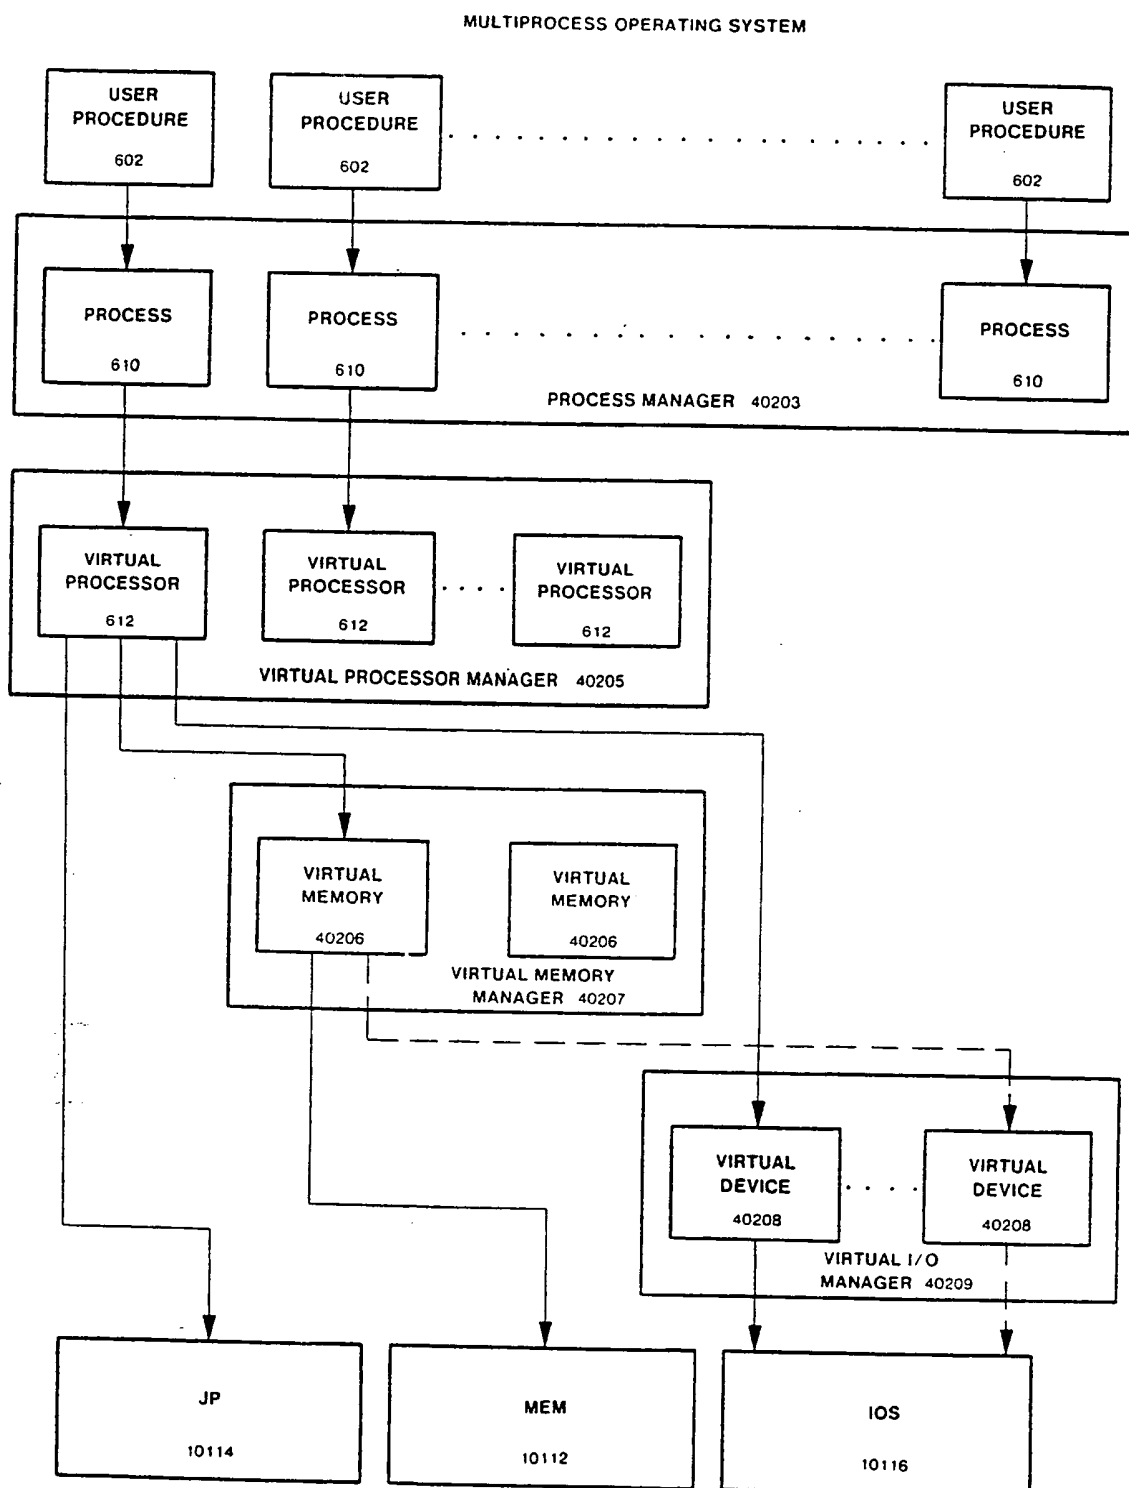 MULTIPROCESS OPERATING SYSTEM
USER
PROCEDURE
602
USER
PROCEDURE
602
USER
PROCEDURE
602
PROCESS
610
PROCESS
610
PROCESS
610
PROCESS MANAGER 40203
VIRTUAL
PROCESSOR
612
VIRTUAL
PROCESSOR
612
VIRTUAL
PROCESSOR
612
VIRTUAL PROCESSOR MANAGER 40205
VIRTUAL
MEMORY
40206
VIRTUAL
MEMORY
40206
VIRTUAL MEMORY
MANAGER 40207
VIRTUAL
DEVICE
40208
VIRTUAL
DEVICE
40208
VIRTUAL I/O
MANAGER 40209
JP
10114
MEM
10112
IOS
10116